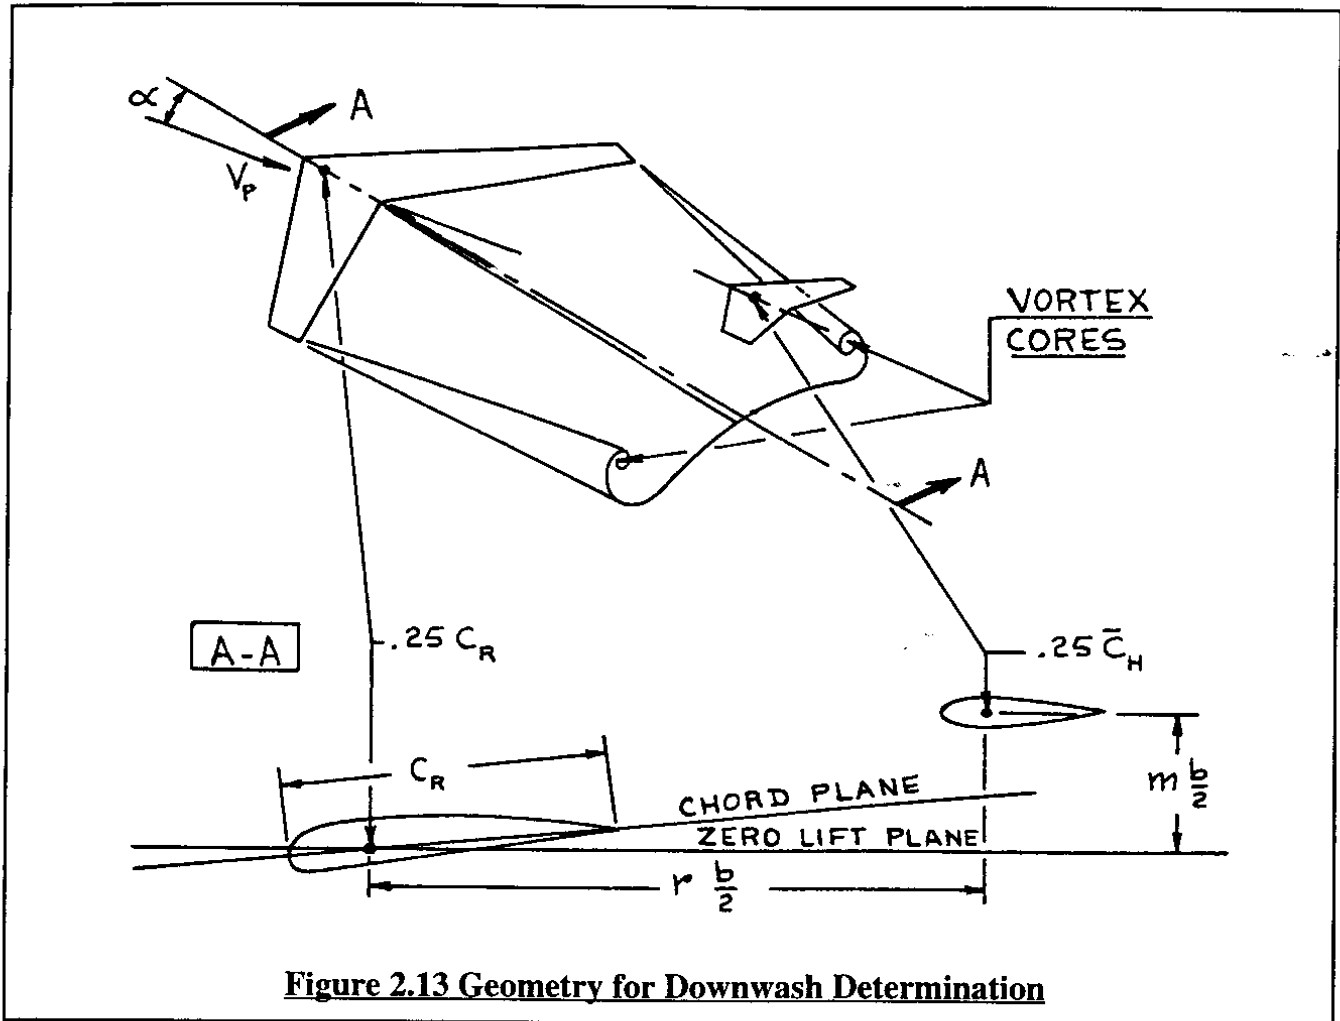 α
A
V_P
VORTEX
CORES
A
A-A
.25 C_R
.25 C̄_H
C_R
CHORD PLANE
ZERO LIFT PLANE
m b/2
r b/2
Figure 2.13 Geometry for Downwash Determination